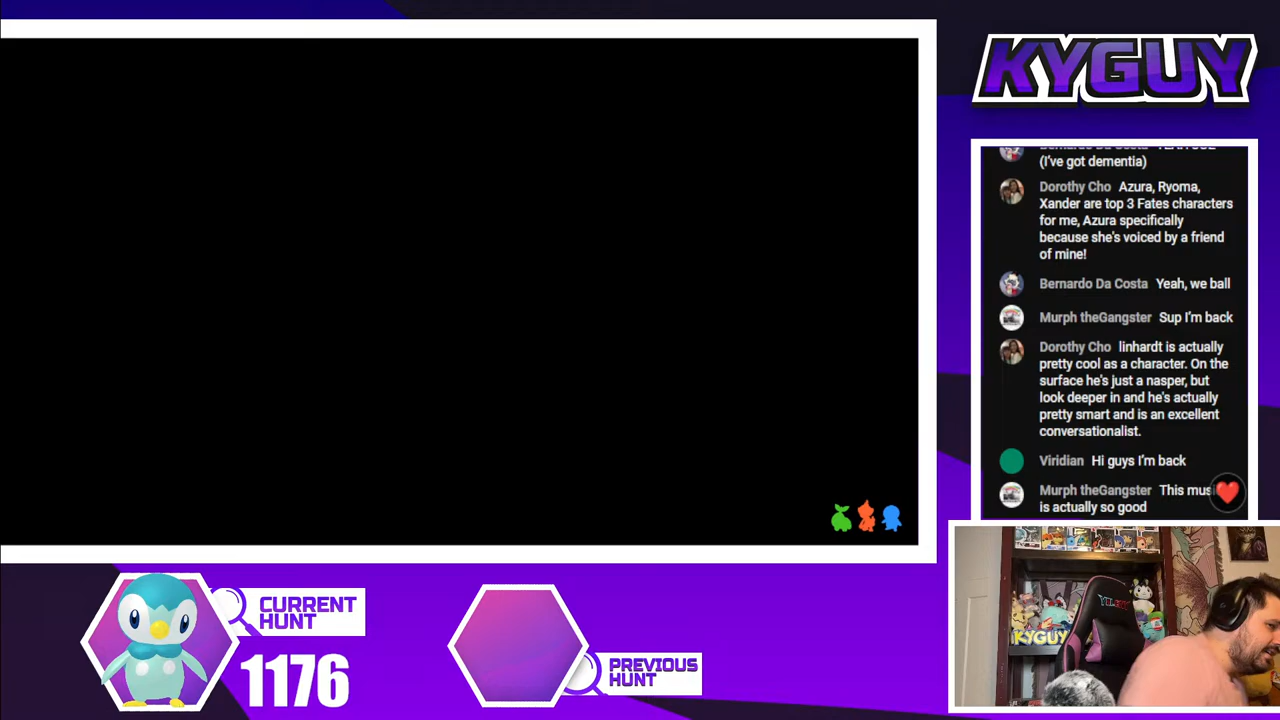 KYGUY
(I've got dementia)
Dorothy Cho Azura, Ryoma,
Xander are top 3 Fates characters
for me, Azura specifically
because she's voiced by a friend
of mine!
Bernardo Da Costa Yeah, we ball
Murph theGangster Sup I'm back
Dorothy Cho linhardt is actually
pretty cool as a character. On the
surface he's just a nasper, but
look deeper in and he's actually
pretty smart and is an excellent
conversationalist.
Viridian Hi guys I'm back
Murph theGangster This
is actually so good
KYGUY
CURRENT
HUNT
1176
PREVIOUS
HUNT